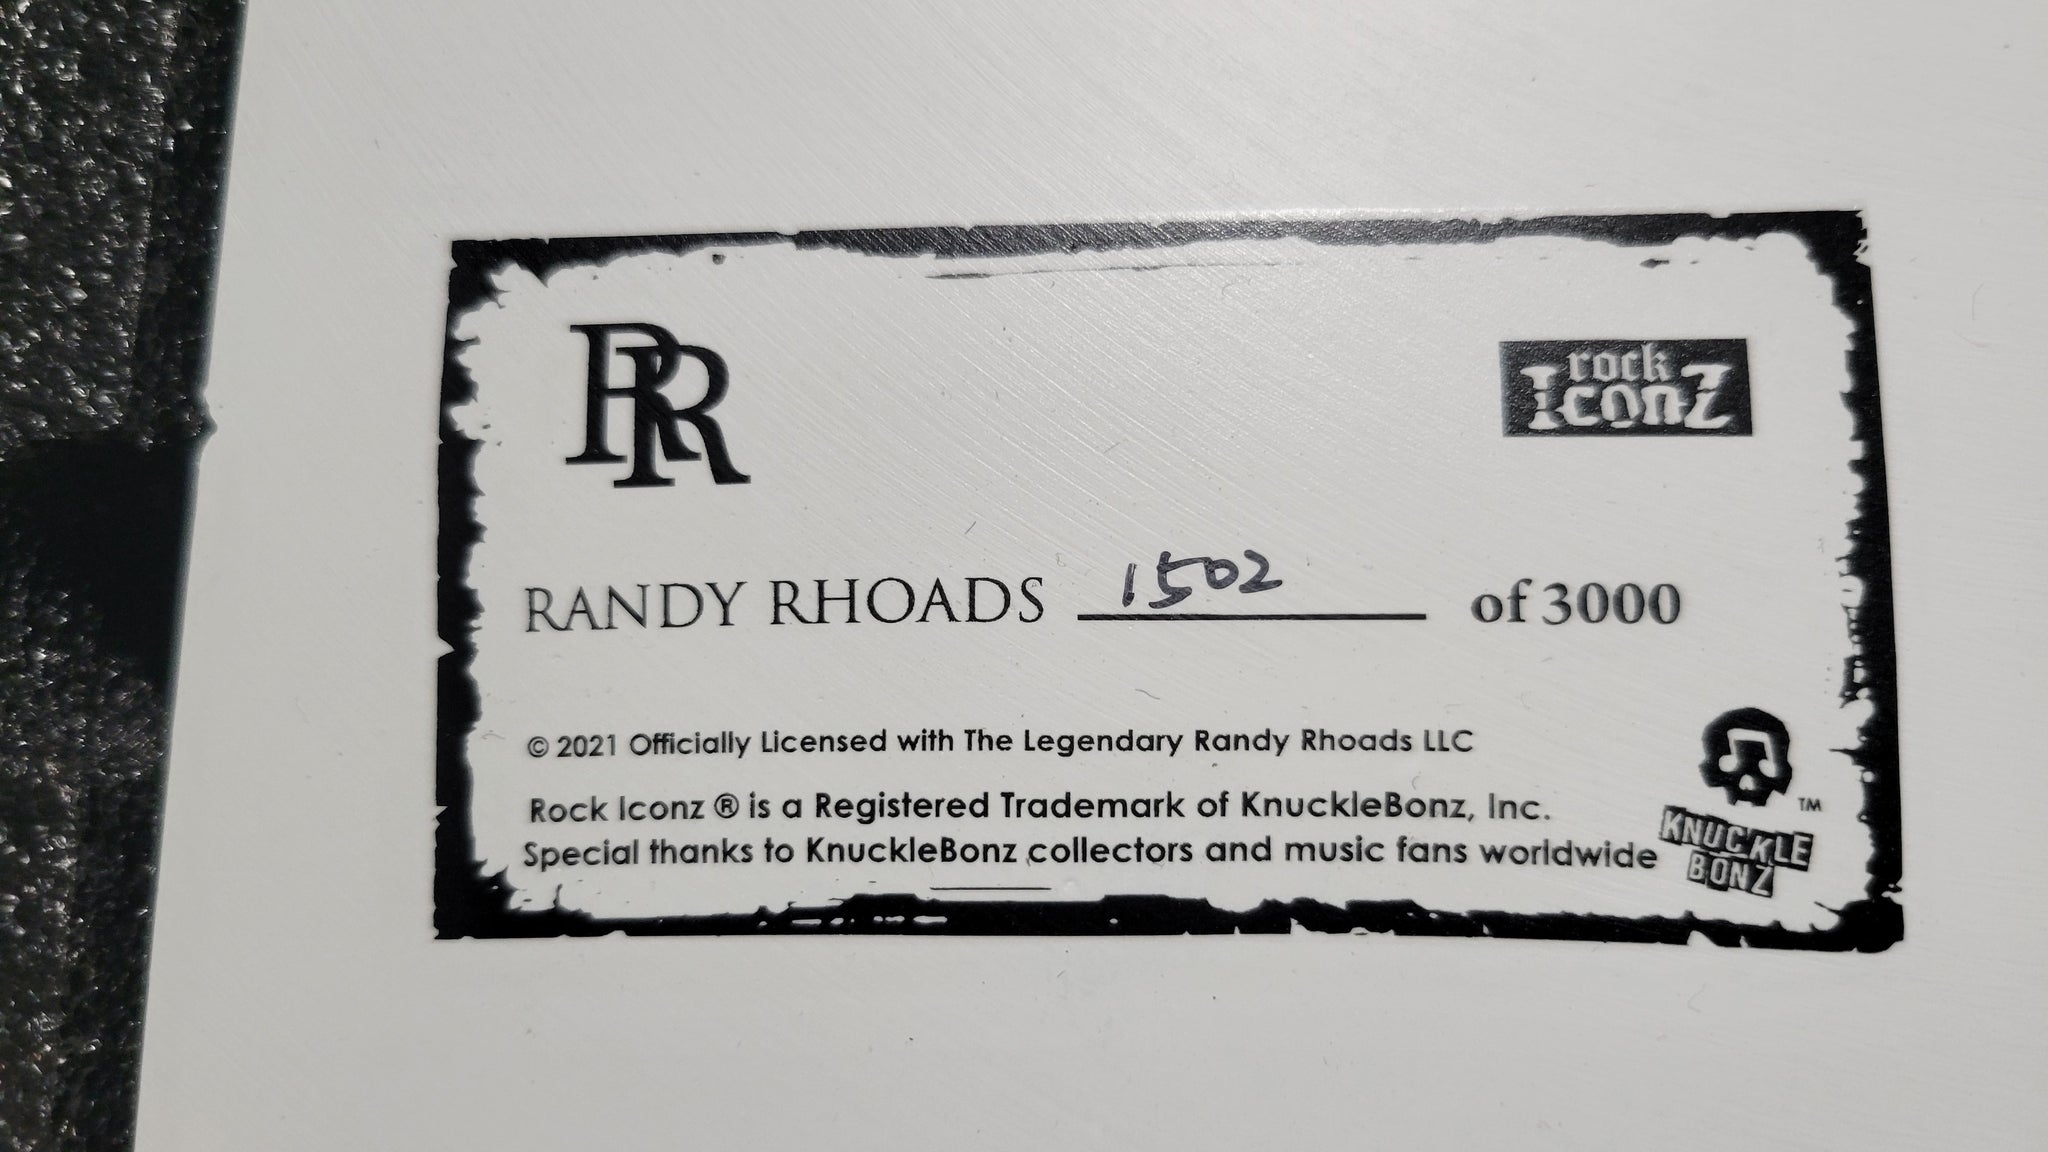 RR
rock
IconZ
RANDY RHOADS 1502 of 3000
© 2021 Officially Licensed with The Legendary Randy Rhoads LLC
Rock Iconz ® is a Registered Trademark of KnuckleBonz, Inc.
Special thanks to KnuckleBonz collectors and music fans worldwide
TM
KNUCKLE
BONZ